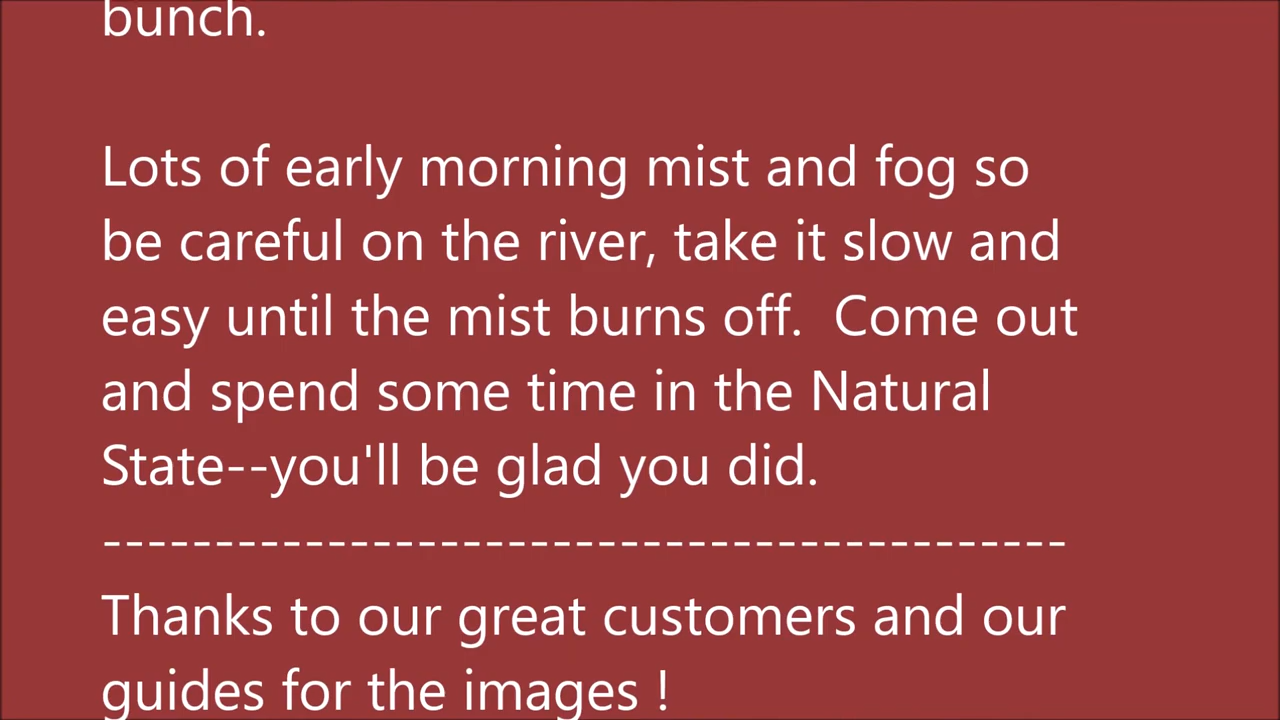 bunch.
Lots of early morning mist and fog so
be careful on the river, take it slow and
easy until the mist burns off.  Come out
and spend some time in the Natural
State--you'll be glad you did.
--------------------------------------------
Thanks to our great customers and our
guides for the images !